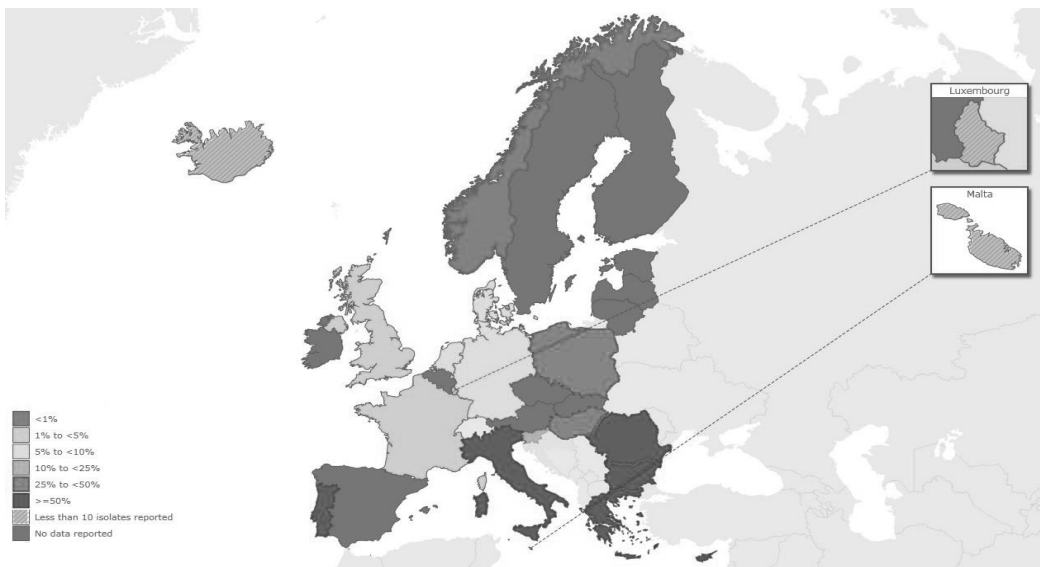 Luxembourg
Malta
<1%
1% to <5%
5% to <10%
10% to <25%
25% to <50%
>=50%
Less than 10 isolates reported
No data reported